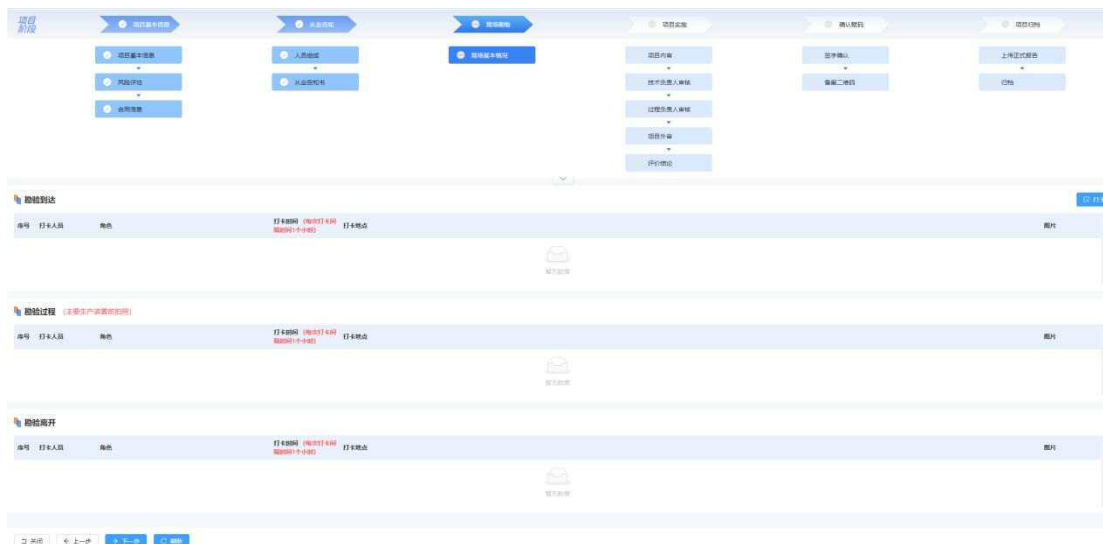 项目
阶段
项目基本信息
从业告知
现场勘验
项目实施
确认赋码
项目归档
项目基本信息
人员组成
现场基本情况
项目内容
签字确认
上传正式报告
风险评估
从业告知书
技术负责人审核
备案二维码
归档
合同信息
过程负责人审核
项目外审
评价结论
勘验到达
打卡
序号 打卡人员 角色 打卡时间 (每次打卡间
隔时间1个小时) 打卡地点 图片
暂无数据
勘验过程 (主要生产装置前拍照)
序号 打卡人员 角色 打卡时间 (每次打卡间
隔时间1个小时) 打卡地点 图片
暂无数据
勘验离开
序号 打卡人员 角色 打卡时间 (每次打卡间
隔时间1个小时) 打卡地点 图片
暂无数据
关闭 上一步 下一步 刷新